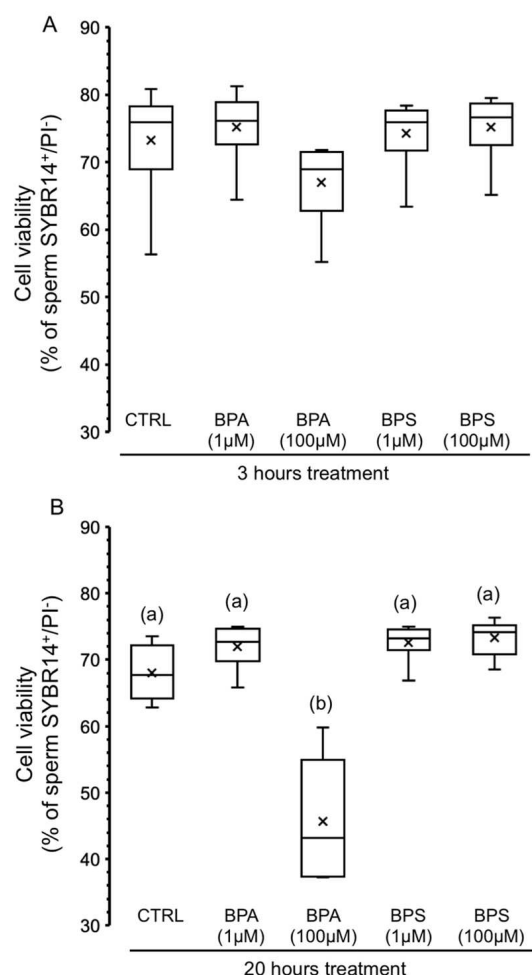 A
90
80
70
60
50
40
30
Cell viability
(% of sperm SYBR14⁺/PI⁻)
CTRL
BPA
(1µM)
BPA
(100µM)
BPS
(1µM)
BPS
(100µM)
3 hours treatment
B
90
80
70
60
50
40
30
Cell viability
(% of sperm SYBR14⁺/PI⁻)
(a)
(a)
(b)
(a)
(a)
CTRL
BPA
(1µM)
BPA
(100µM)
BPS
(1µM)
BPS
(100µM)
20 hours treatment